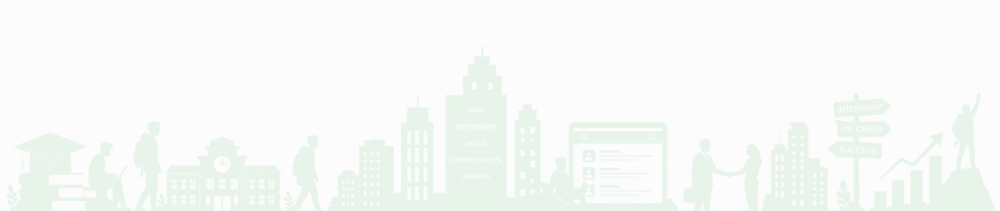 JOBS
INTERNSHIPS
SKILLS
OPPORTUNITIES
GROWTH
INTERNSHIP
JOB CAREER
SUCCESS